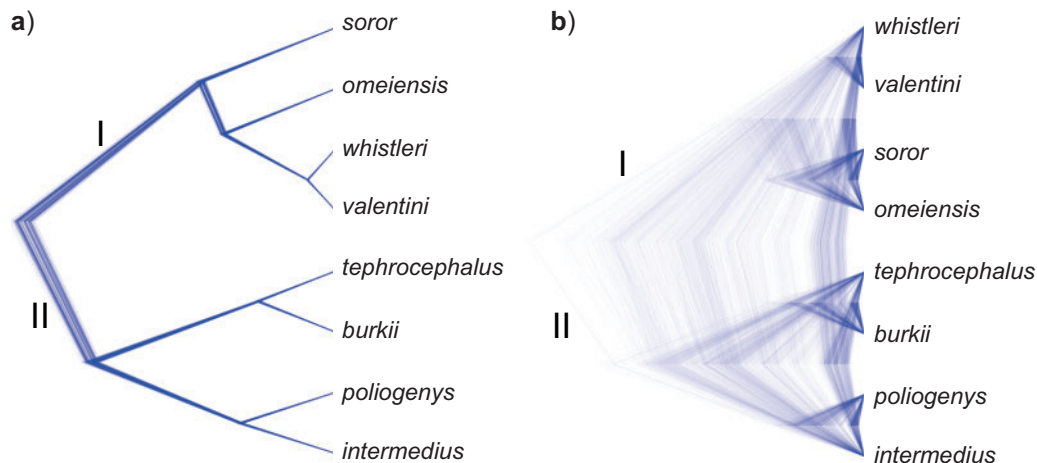 a)
soror
omeiensis
whistleri
valentini
tephrocephalus
burkii
poliogenys
intermedius
I
II
b)
whistleri
valentini
soror
omeiensis
tephrocephalus
burkii
poliogenys
intermedius
I
II